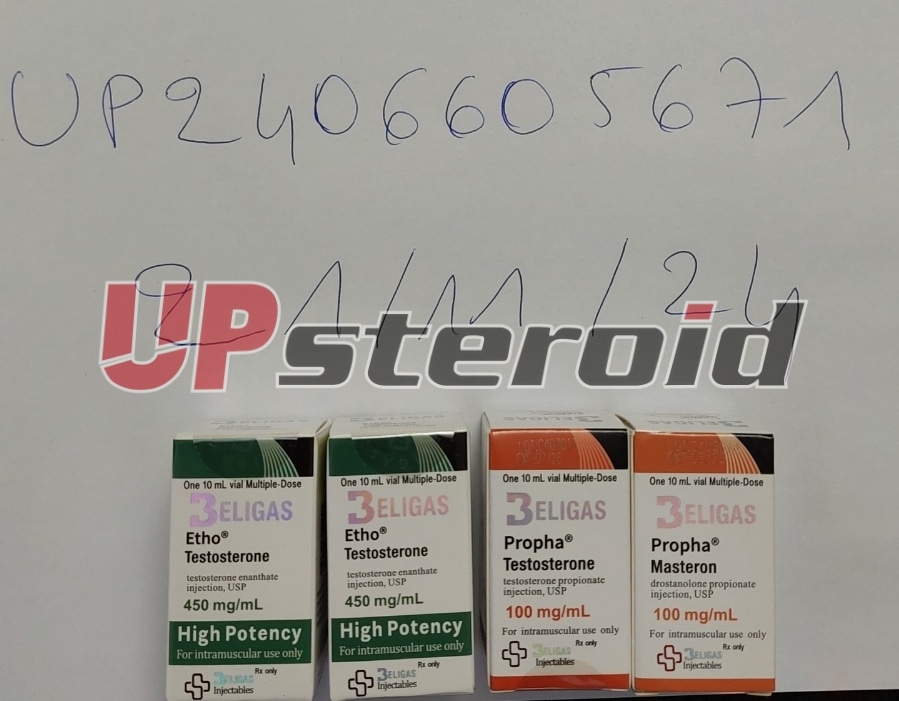 UP2406605671
21/11/24
UPsteroid
One 10 mL vial Multiple-Dose
BELIGAS
Etho®
Testosterone
testosterone enanthate
injection, USP
450 mg/mL
High Potency
For intramuscular use only
Rx only
BELIGAS
Injectables
One 10 mL vial Multiple-Dose
BELIGAS
Etho®
Testosterone
testosterone enanthate
injection, USP
450 mg/mL
High Potency
For intramuscular use only
Rx only
BELIGAS
Injectables
One 10 mL vial Multiple-Dose
BELIGAS
Propha®
Testosterone
testosterone propionate
injection, USP
100 mg/mL
For intramuscular use only
Rx only
BELIGAS
Injectables
One 10 mL vial Multiple-Dose
BELIGAS
Propha®
Masteron
drostanolone propionate
injection, USP
100 mg/mL
For intramuscular use only
Rx only
BELIGAS
Injectables